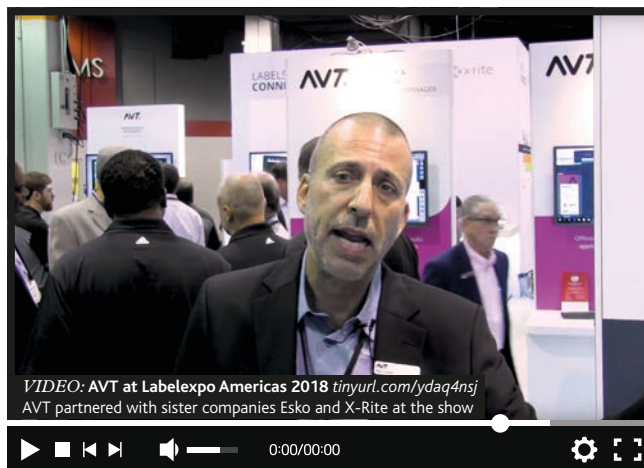 MS
LABELS
CONN
AVT.
x·rite
AVT
AVT.
MANAGER
VIDEO: AVT at Labelexpo Americas 2018 tinyurl.com/ydaq4nsj
AVT partnered with sister companies Esko and X-Rite at the show
0:00/00:00